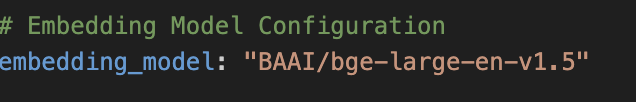 # Embedding Model Configuration
embedding_model: "BAAI/bge-large-en-v1.5"